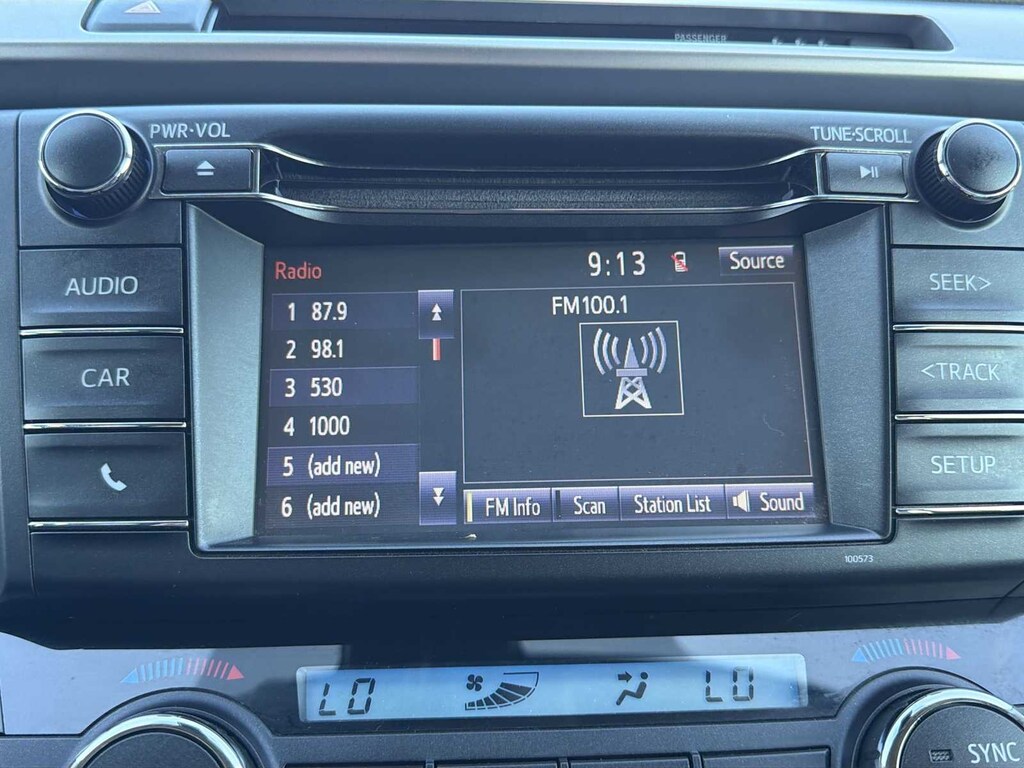 PASSENGER
PWR·VOL
TUNE·SCROLL
AUDIO
CAR
Radio
9:13
Source
1 87.9
2 98.1
3 530
4 1000
5 (add new)
6 (add new)
FM100.1
FM Info
Scan
Station List
Sound
SEEK>
<TRACK
SETUP
100573
LO
LO
SYNC